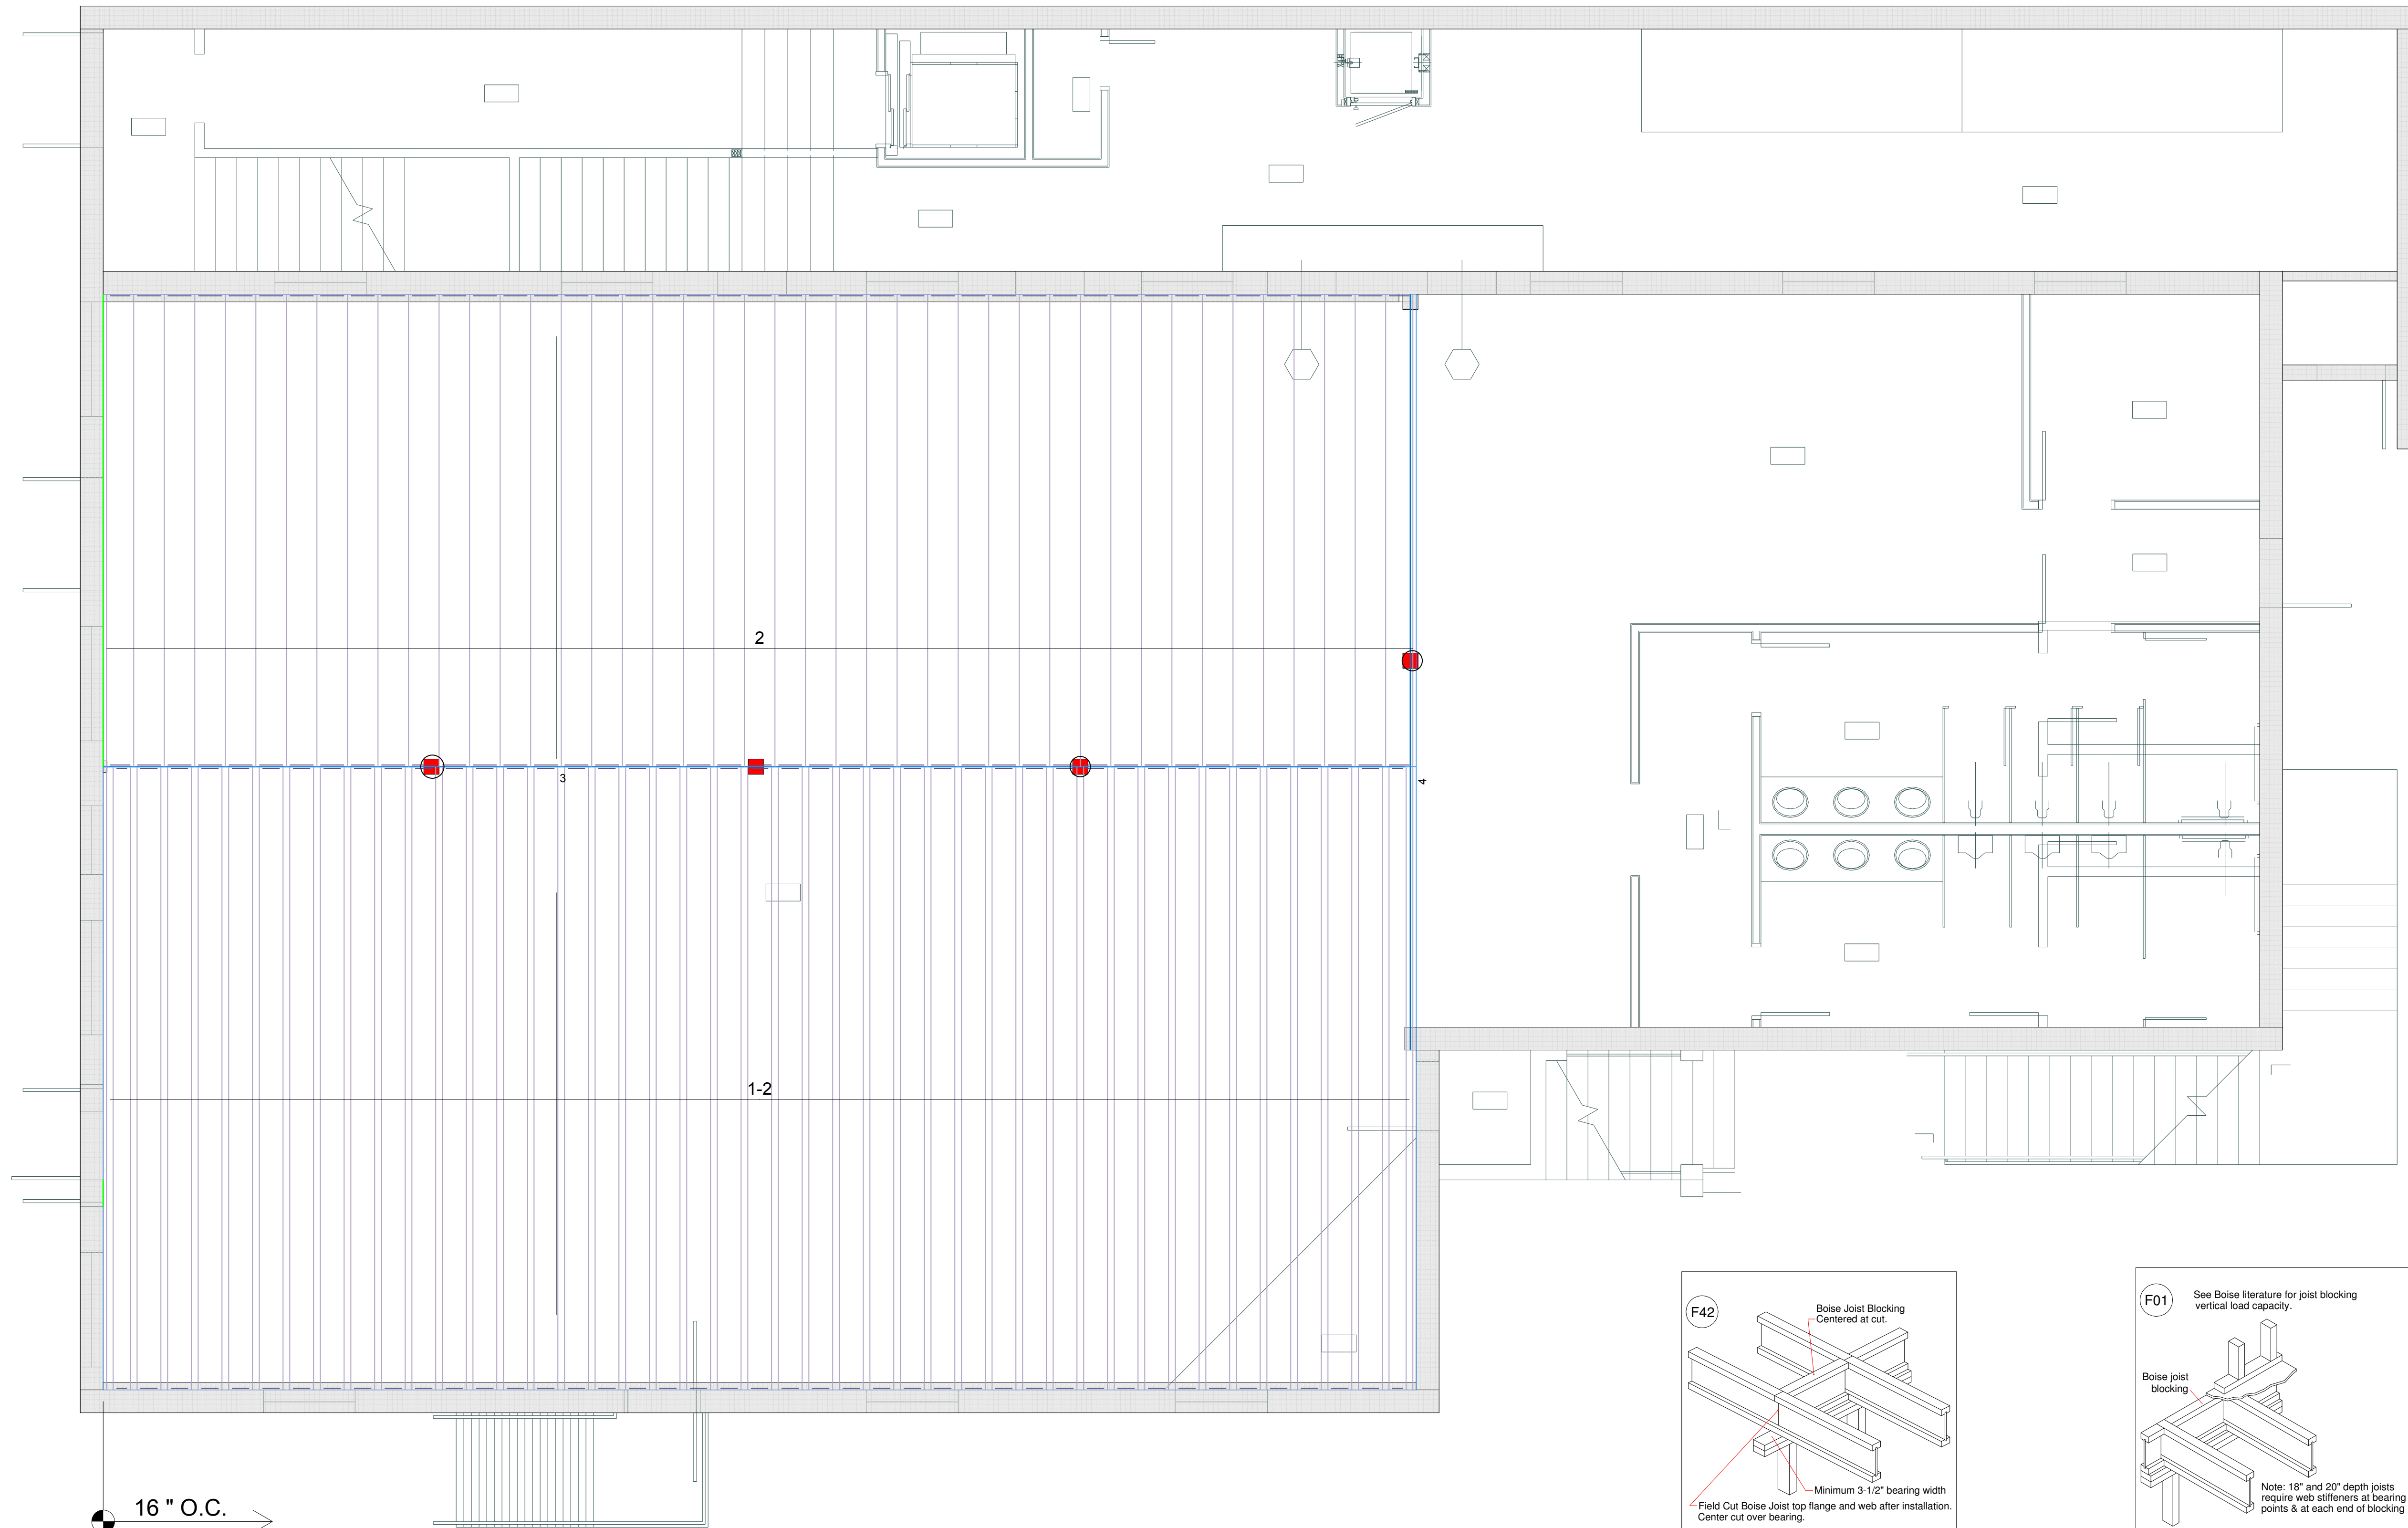 2
3
4
1-2
16 " O.C.
F42
Boise Joist Blocking
Centered at cut.
Minimum 3-1/2" bearing width
Field Cut Boise Joist top flange and web after installation.
Center cut over bearing.
F01
See Boise literature for joist blocking
vertical load capacity.
Boise joist
blocking
Note: 18" and 20" depth joists
require web stiffeners at bearing
points & at each end of blocking